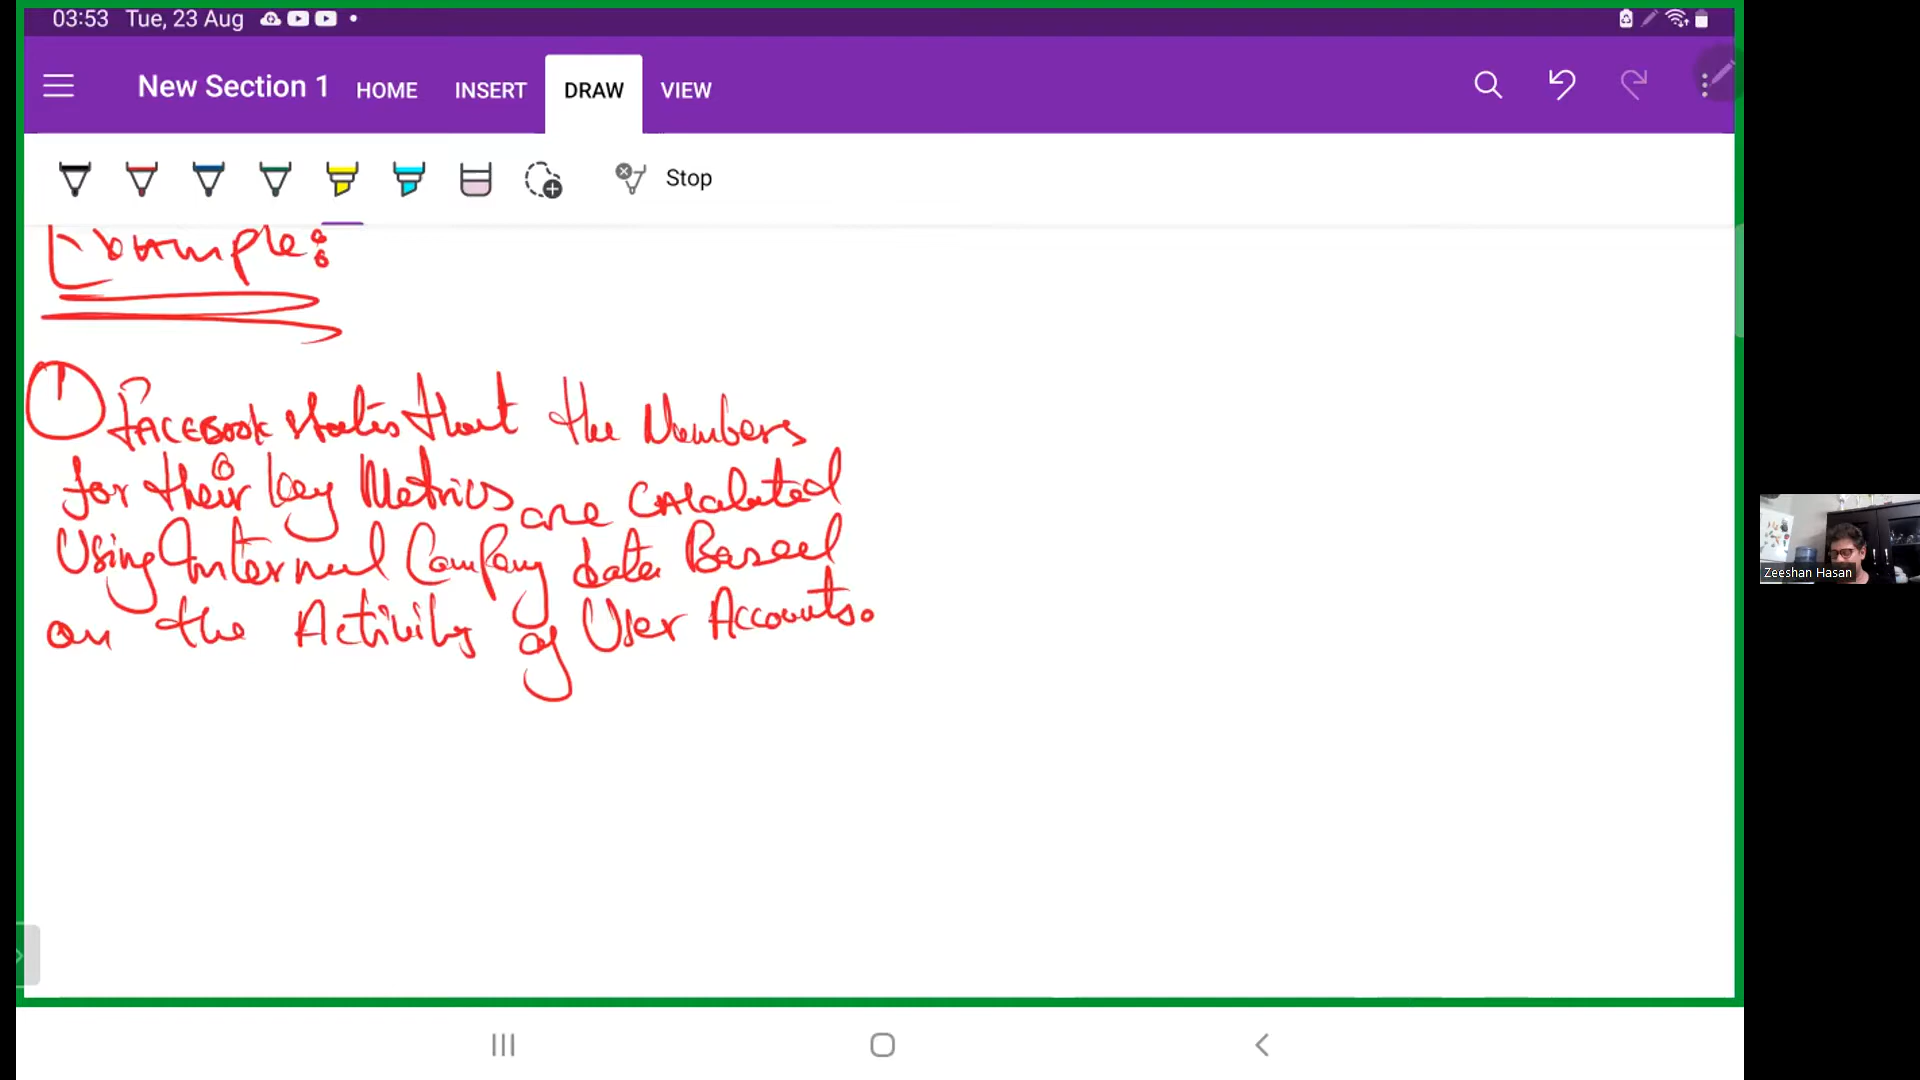 03:53 Tue, 23 Aug
New Section 1 HOME INSERT DRAW VIEW
Stop
Example:
1 FACEBOOK states that the Numbers
for their key Metrics are Calculated
Using Internal Company data Based
on the Activity of User Accounts.
Zeeshan Hasan